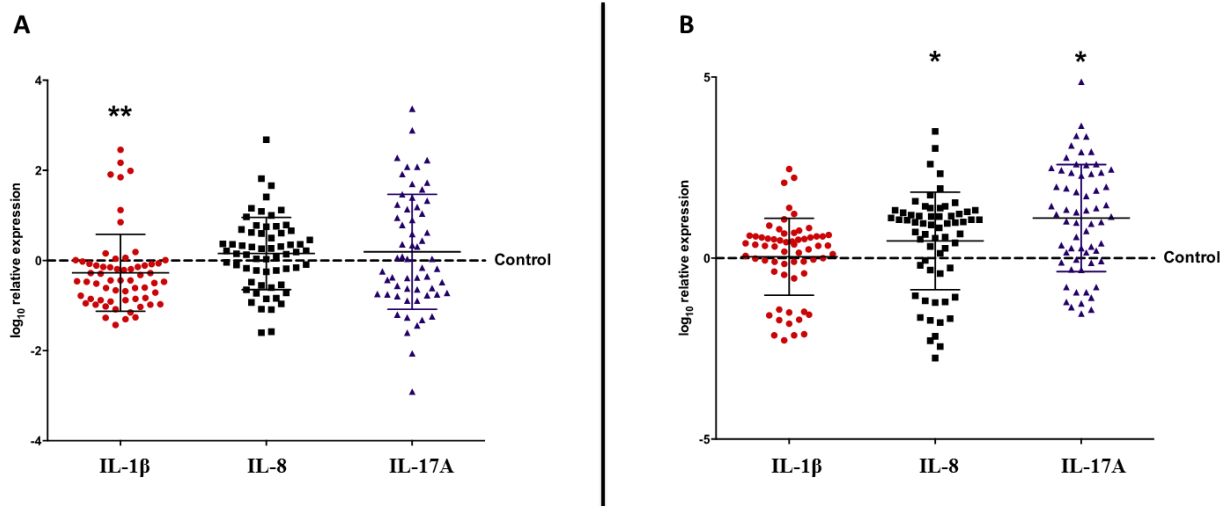 A
**
4
2
0
-2
-4
log10 relative expression
Control
IL-1β IL-8 IL-17A
B
* *
5
0
-5
log10 relative expression
Control
IL-1β IL-8 IL-17A